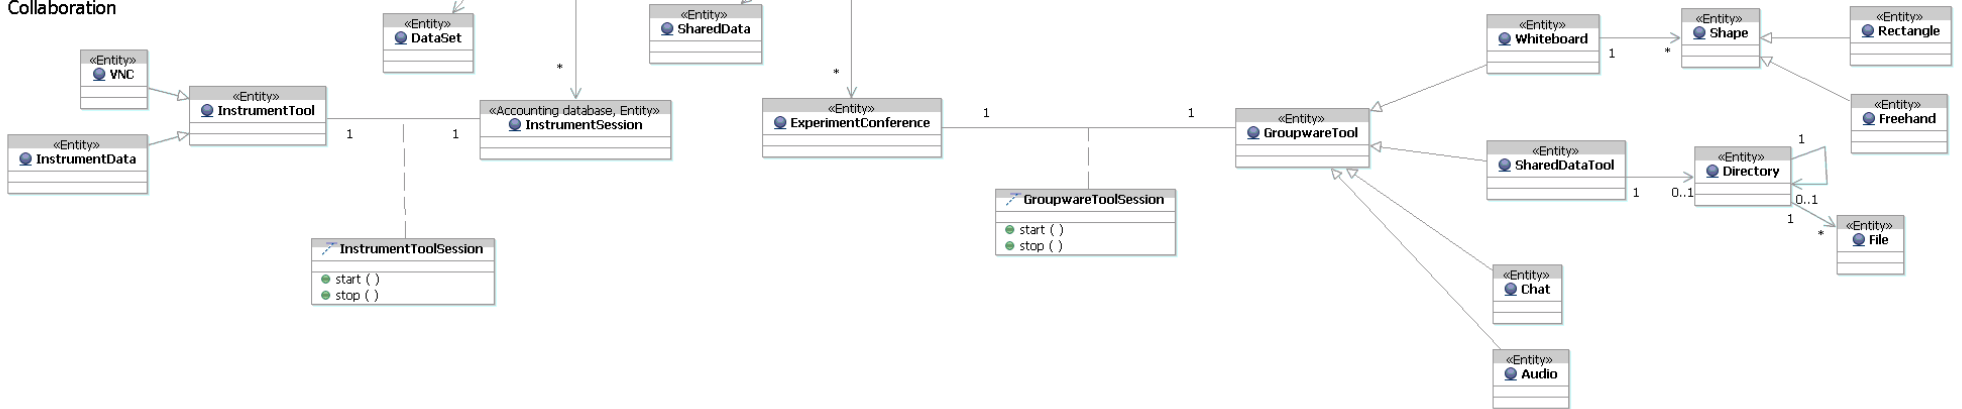 Collaboration
«Entity»
DataSet
«Entity»
SharedData
«Entity»
Whiteboard
1
*
«Entity»
Shape
«Entity»
Rectangle
«Entity»
VNC
*
*
«Entity»
InstrumentTool
1
1
«Accounting database, Entity»
InstrumentSession
«Entity»
ExperimentConference
1
1
«Entity»
GroupwareTool
«Entity»
Freehand
«Entity»
InstrumentData
«Entity»
SharedDataTool
1
0..1
«Entity»
Directory
1
0..1
1
*
«Entity»
File
GroupwareToolSession
start ( )
stop ( )
InstrumentToolSession
start ( )
stop ( )
«Entity»
Chat
«Entity»
Audio